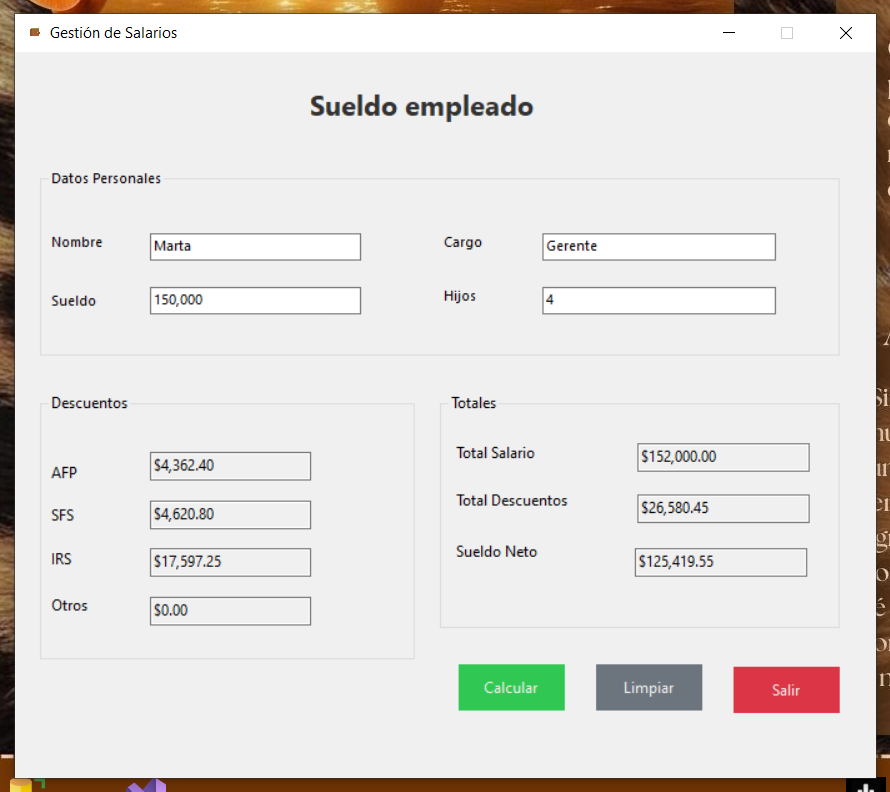 Gestión de Salarios
Sueldo empleado
Datos Personales
Nombre Marta Cargo Gerente
Sueldo 150,000 Hijos 4
Descuentos
AFP $4,362.40
SFS $4,620.80
IRS $17,597.25
Otros $0.00
Totales
Total Salario $152,000.00
Total Descuentos $26,580.45
Sueldo Neto $125,419.55
Calcular Limpiar Salir